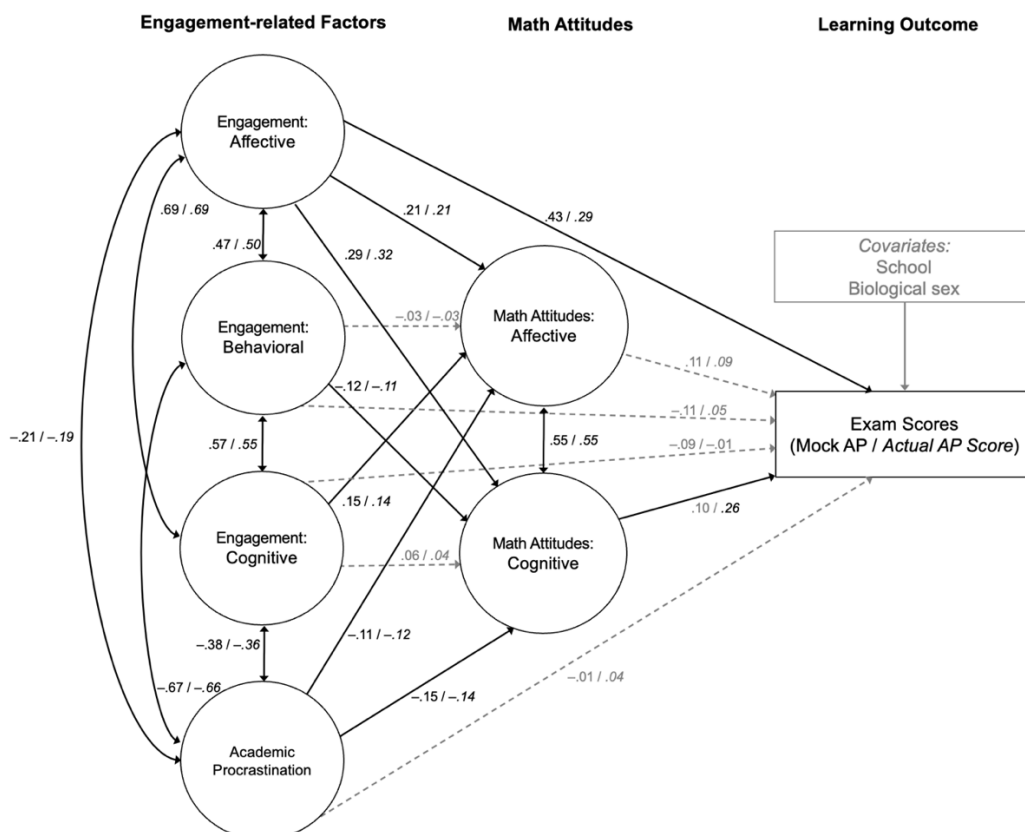 Engagement-related Factors
Math Attitudes
Learning Outcome
Engagement:
Affective
.69 / .69
.47 / .50
.21 / .21
.29 / .32
.43 / .29
Covariates:
School
Biological sex
Engagement:
Behavioral
–.03 / –.03
Math Attitudes:
Affective
.11 / .09
–.12 / –.11
–.11 / .05
–.21 / –.19
.57 / .55
.55 / .55
–.09 / –.01
Exam Scores
(Mock AP / Actual AP Score)
Engagement:
Cognitive
.15 / .14
.06 / .04
Math Attitudes:
Cognitive
.10 / .26
–.38 / –.36
–.11 / –.12
–.67 / –.66
–.15 / –.14
–.01 / .04
Academic
Procrastination